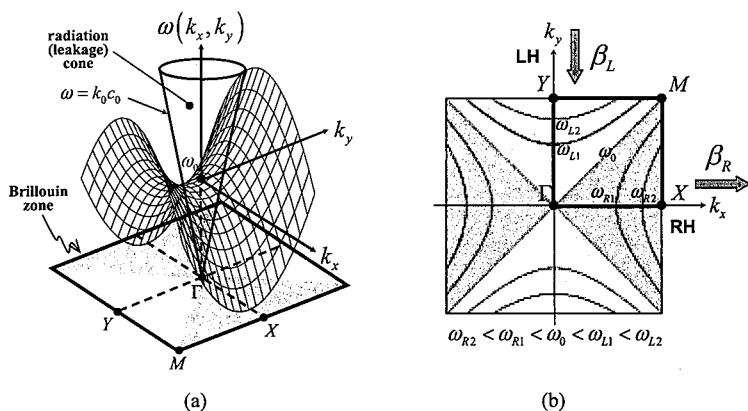 ω(k_x, k_y)
radiation
(leakage)
cone
ω = k_0c_0
k_y
ω_0
Brillouin
zone
k_x
Γ
Y
X
M
(a)
k_y
LH
β_L
Y
M
ω_L2
ω_L1
ω_0
β_R
Γ
ω_R1
ω_R2
X
k_x
RH
ω_R2 < ω_R1 < ω_0 < ω_L1 < ω_L2
(b)